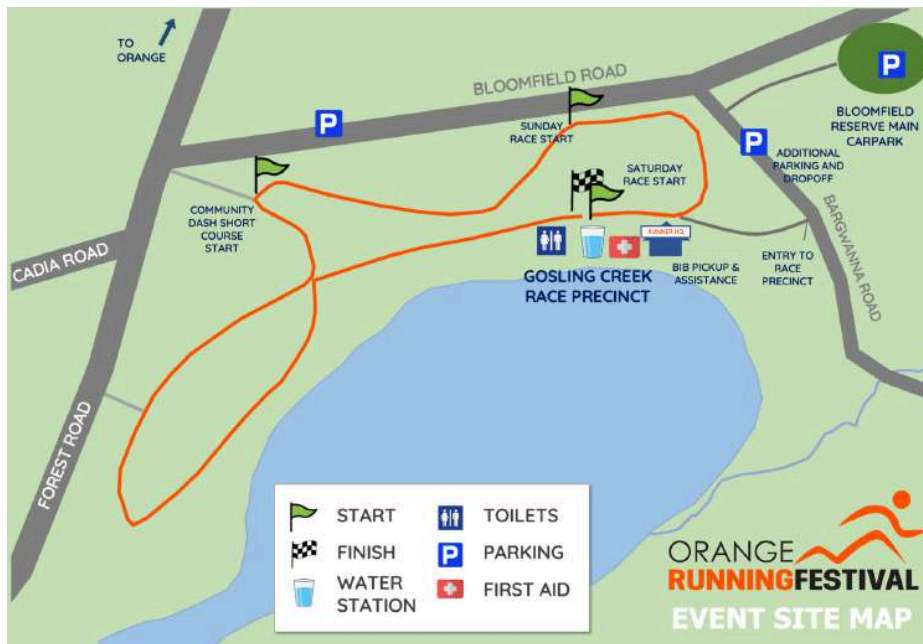 TO
ORANGE
BLOOMFIELD ROAD
P
P
BLOOMFIELD
RESERVE MAIN
CARPARK
P
SUNDAY
RACE START
ADDITIONAL
PARKING AND
DROPOFF
SATURDAY
RACE START
COMMUNITY
DASH SHORT
COURSE
START
CADIA ROAD
RUNNER HQ
GOSLING CREEK
RACE PRECINCT
BIB PICKUP &
ASSISTANCE
ENTRY TO
RACE
PRECINCT
BARGWANNA ROAD
FOREST ROAD
START
TOILETS
FINISH
P
PARKING
WATER
STATION
FIRST AID
ORANGE
RUNNINGFESTIVAL
EVENT SITE MAP